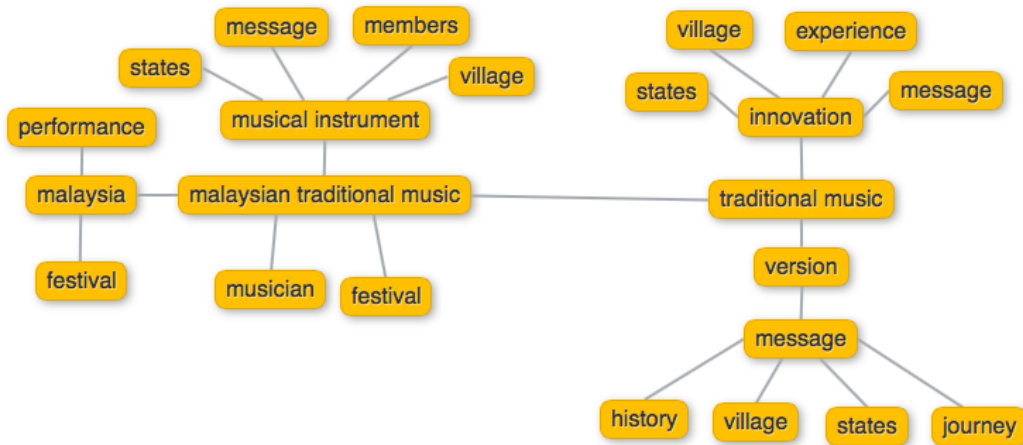 message
members
village
experience
states
village
states
message
performance
musical instrument
innovation
malaysia
malaysian traditional music
traditional music
festival
musician
festival
version
message
history
village
states
journey